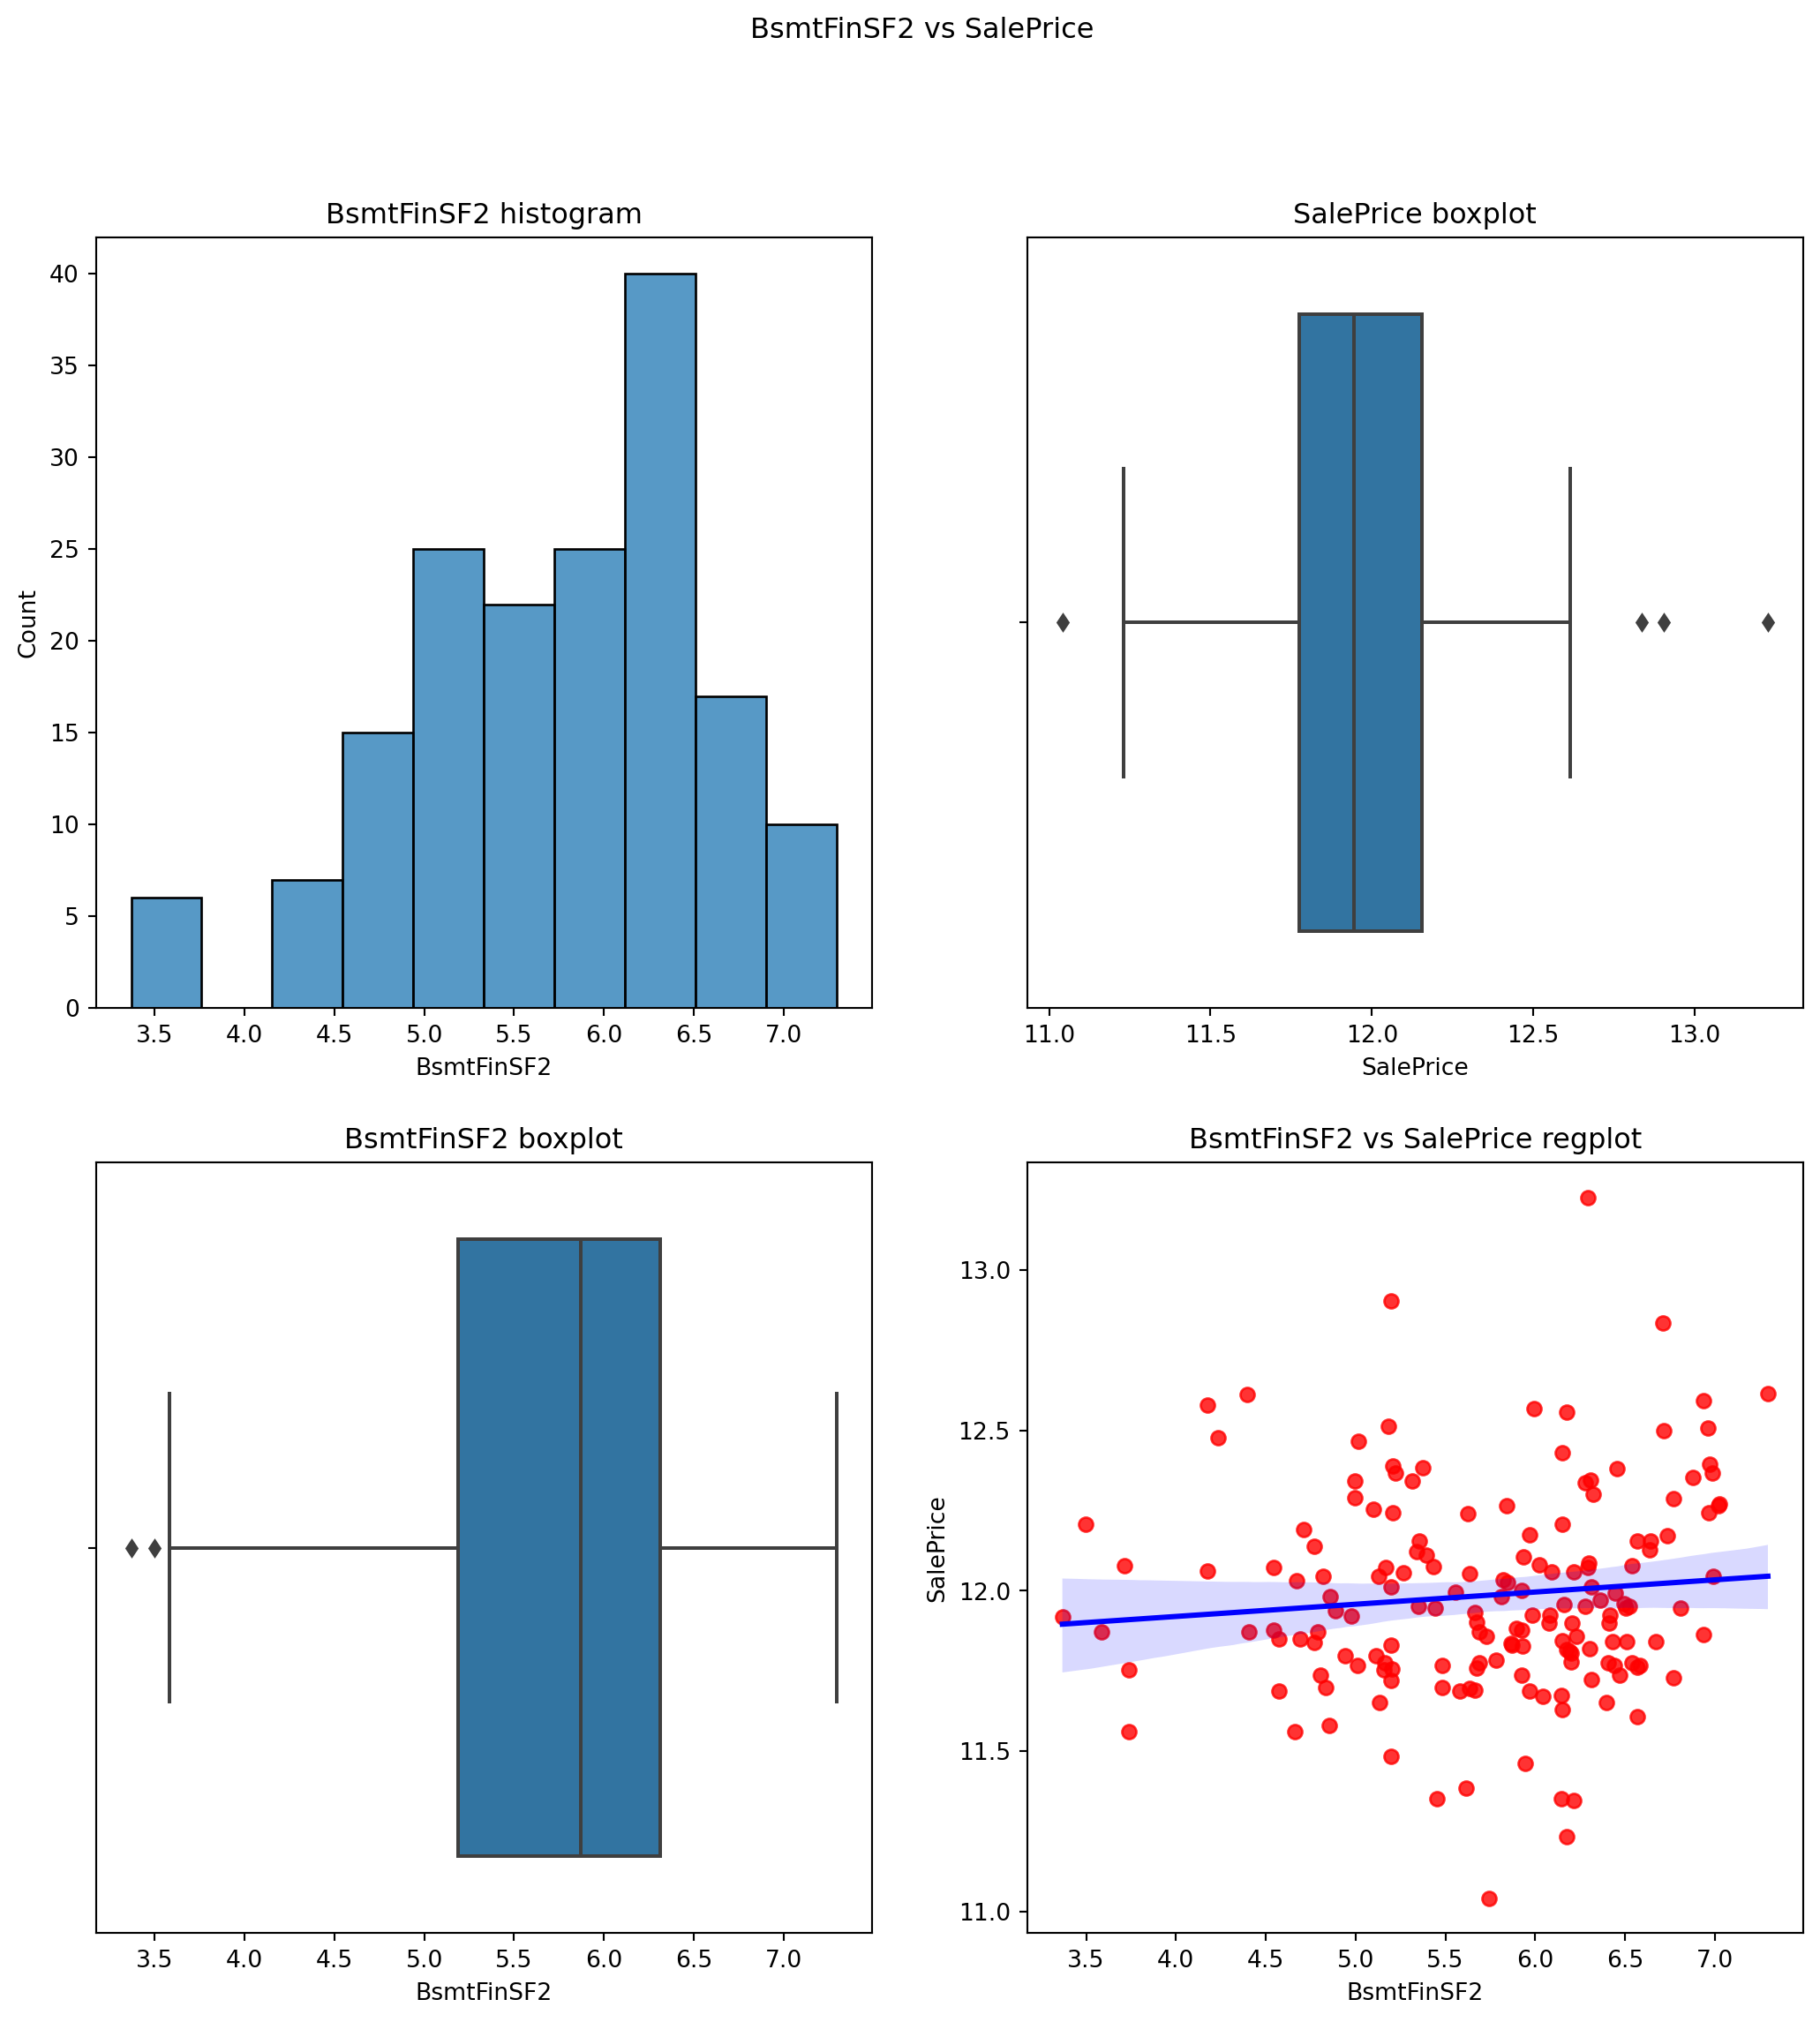 BsmtFinSF2 vs SalePrice
BsmtFinSF2 histogram
40
35
30
25
20
15
10
5
0
Count
3.5 4.0 4.5 5.0 5.5 6.0 6.5 7.0
BsmtFinSF2
SalePrice boxplot
11.0 11.5 12.0 12.5 13.0
SalePrice
BsmtFinSF2 boxplot
3.5 4.0 4.5 5.0 5.5 6.0 6.5 7.0
BsmtFinSF2
BsmtFinSF2 vs SalePrice regplot
13.0
12.5
12.0
11.5
11.0
SalePrice
3.5 4.0 4.5 5.0 5.5 6.0 6.5 7.0
BsmtFinSF2